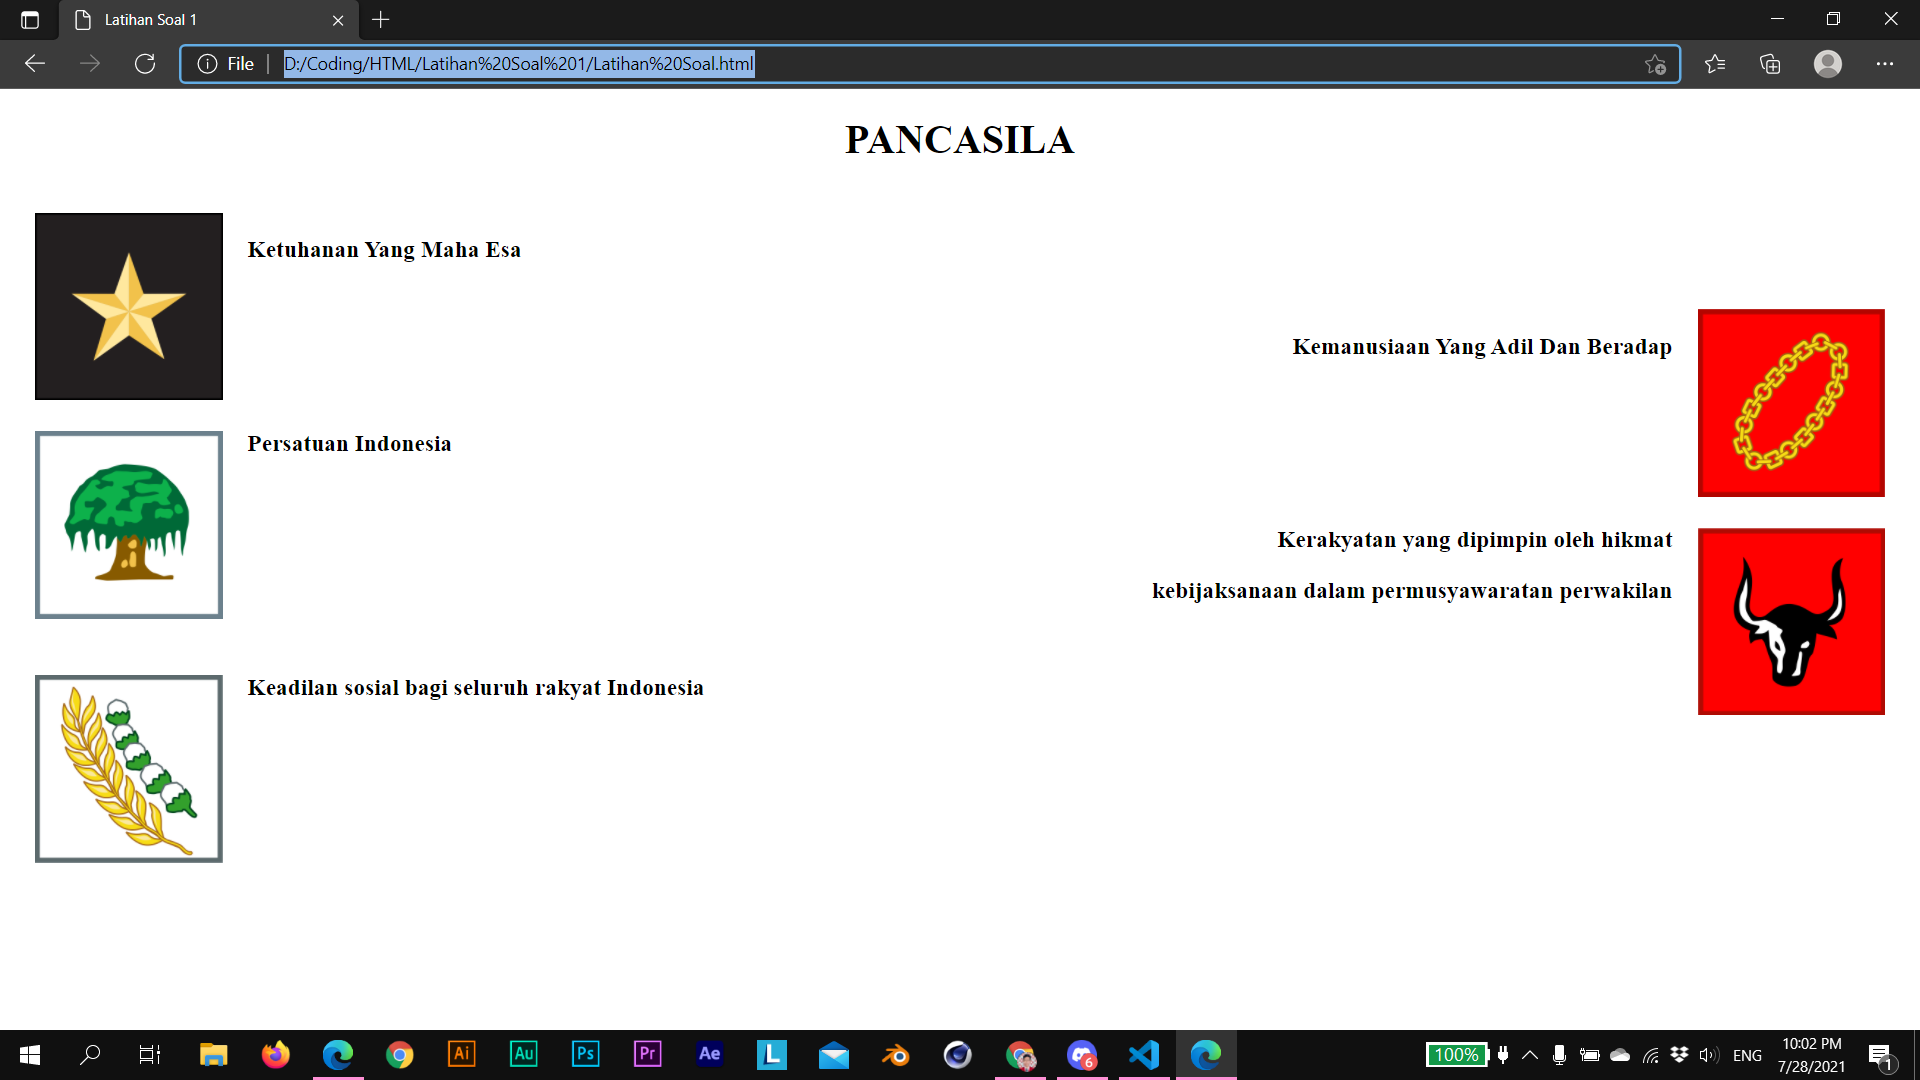 Latihan Soal 1
File
D:/Coding/HTML/Latihan%20Soal%201/Latihan%20Soal.html
PANCASILA
Ketuhanan Yang Maha Esa
Kemanusiaan Yang Adil Dan Beradap
Persatuan Indonesia
Kerakyatan yang dipimpin oleh hikmat
kebijaksanaan dalam permusyawaratan perwakilan
Keadilan sosial bagi seluruh rakyat Indonesia
Ai
Au
Ps
Pr
Ae
L
6
100%
ENG
10:02 PM
7/28/2021
1